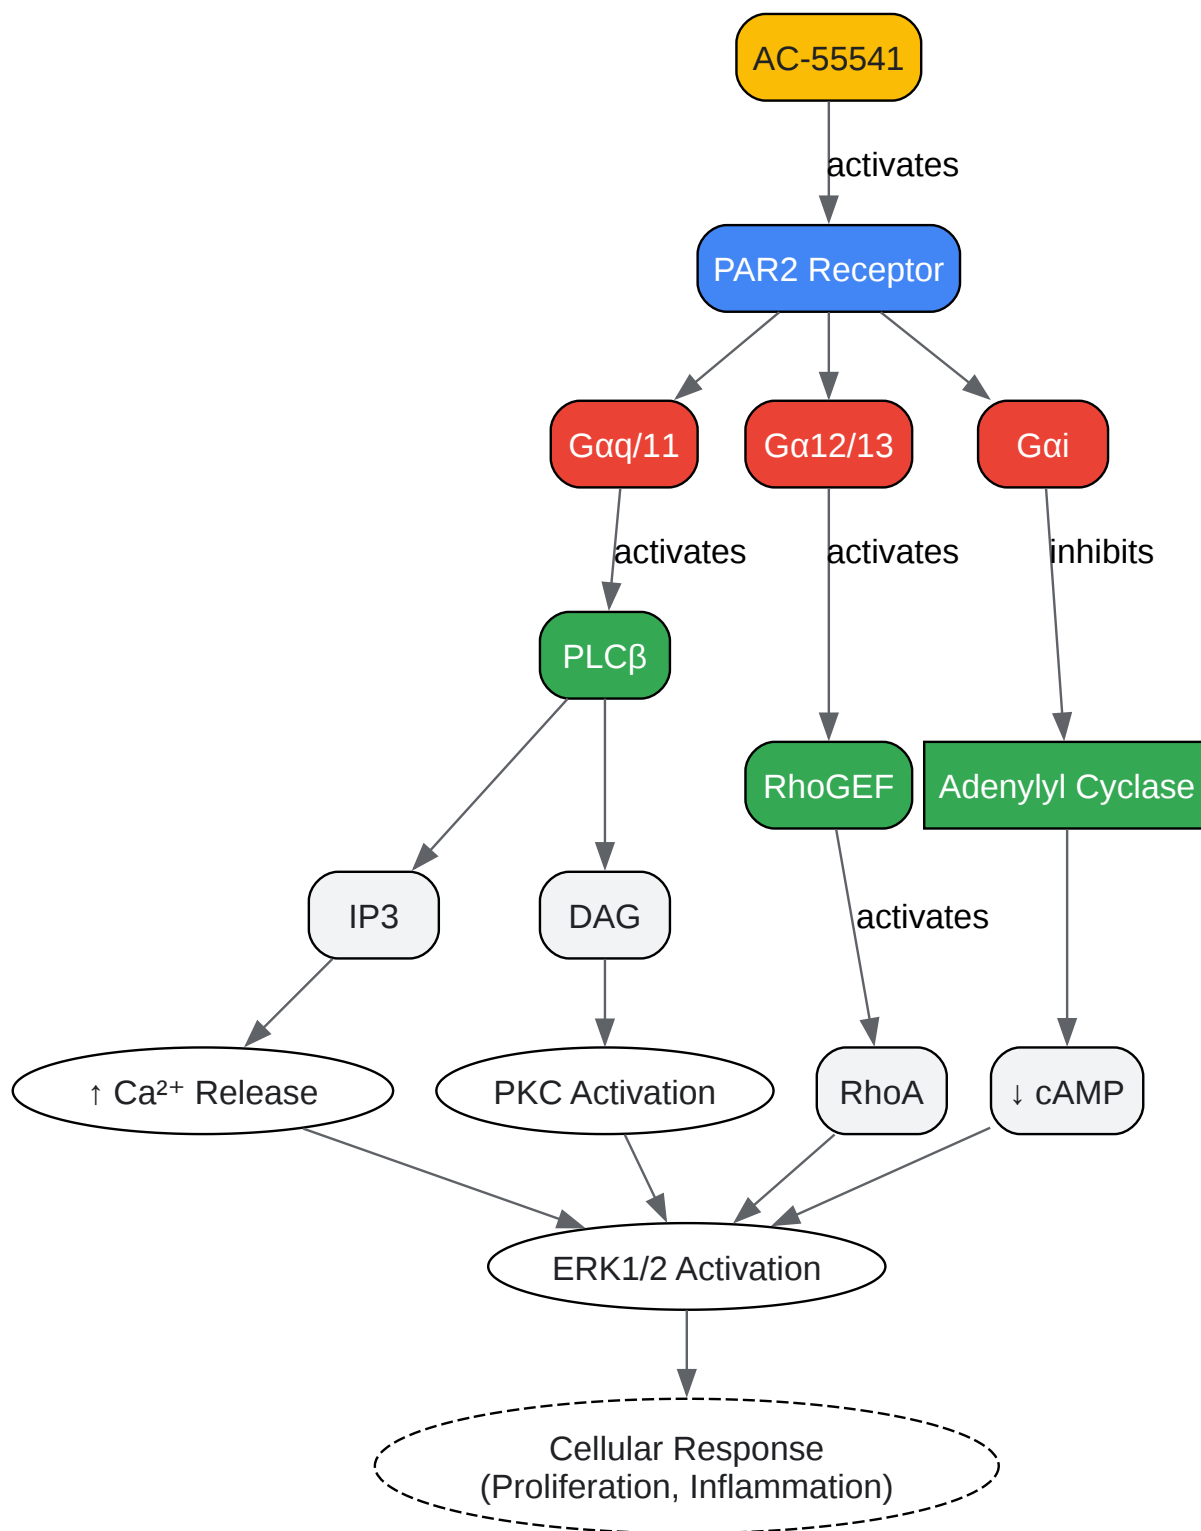 AC-55541
activates
PAR2 Receptor
Gαq/11
Gα12/13
Gαi
activates
activates
inhibits
PLCβ
RhoGEF
Adenylyl Cyclase
IP3
DAG
activates
↑ Ca²⁺ Release
PKC Activation
RhoA
↓ cAMP
ERK1/2 Activation
Cellular Response
(Proliferation, Inflammation)